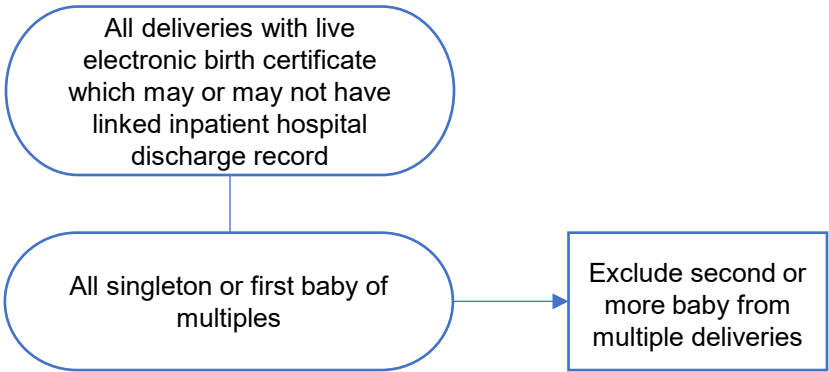 All deliveries with live
electronic birth certificate
which may or may not have
linked inpatient hospital
discharge record
All singleton or first baby of
multiples
Exclude second or
more baby from
multiple deliveries